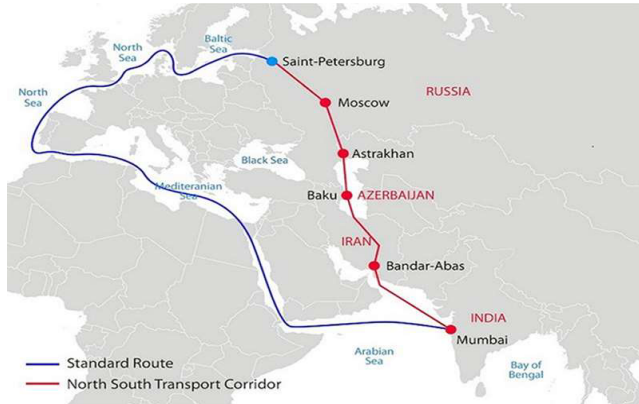 Baltic
Sea
North
Sea
Saint-Petersburg
North
Sea
Moscow
RUSSIA
Astrakhan
Black Sea
Mediteranian
Sea
Baku
AZERBAIJAN
IRAN
Bandar-Abas
INDIA
Mumbai
Arabian
Sea
Bay of
Bengal
Standard Route
North South Transport Corridor